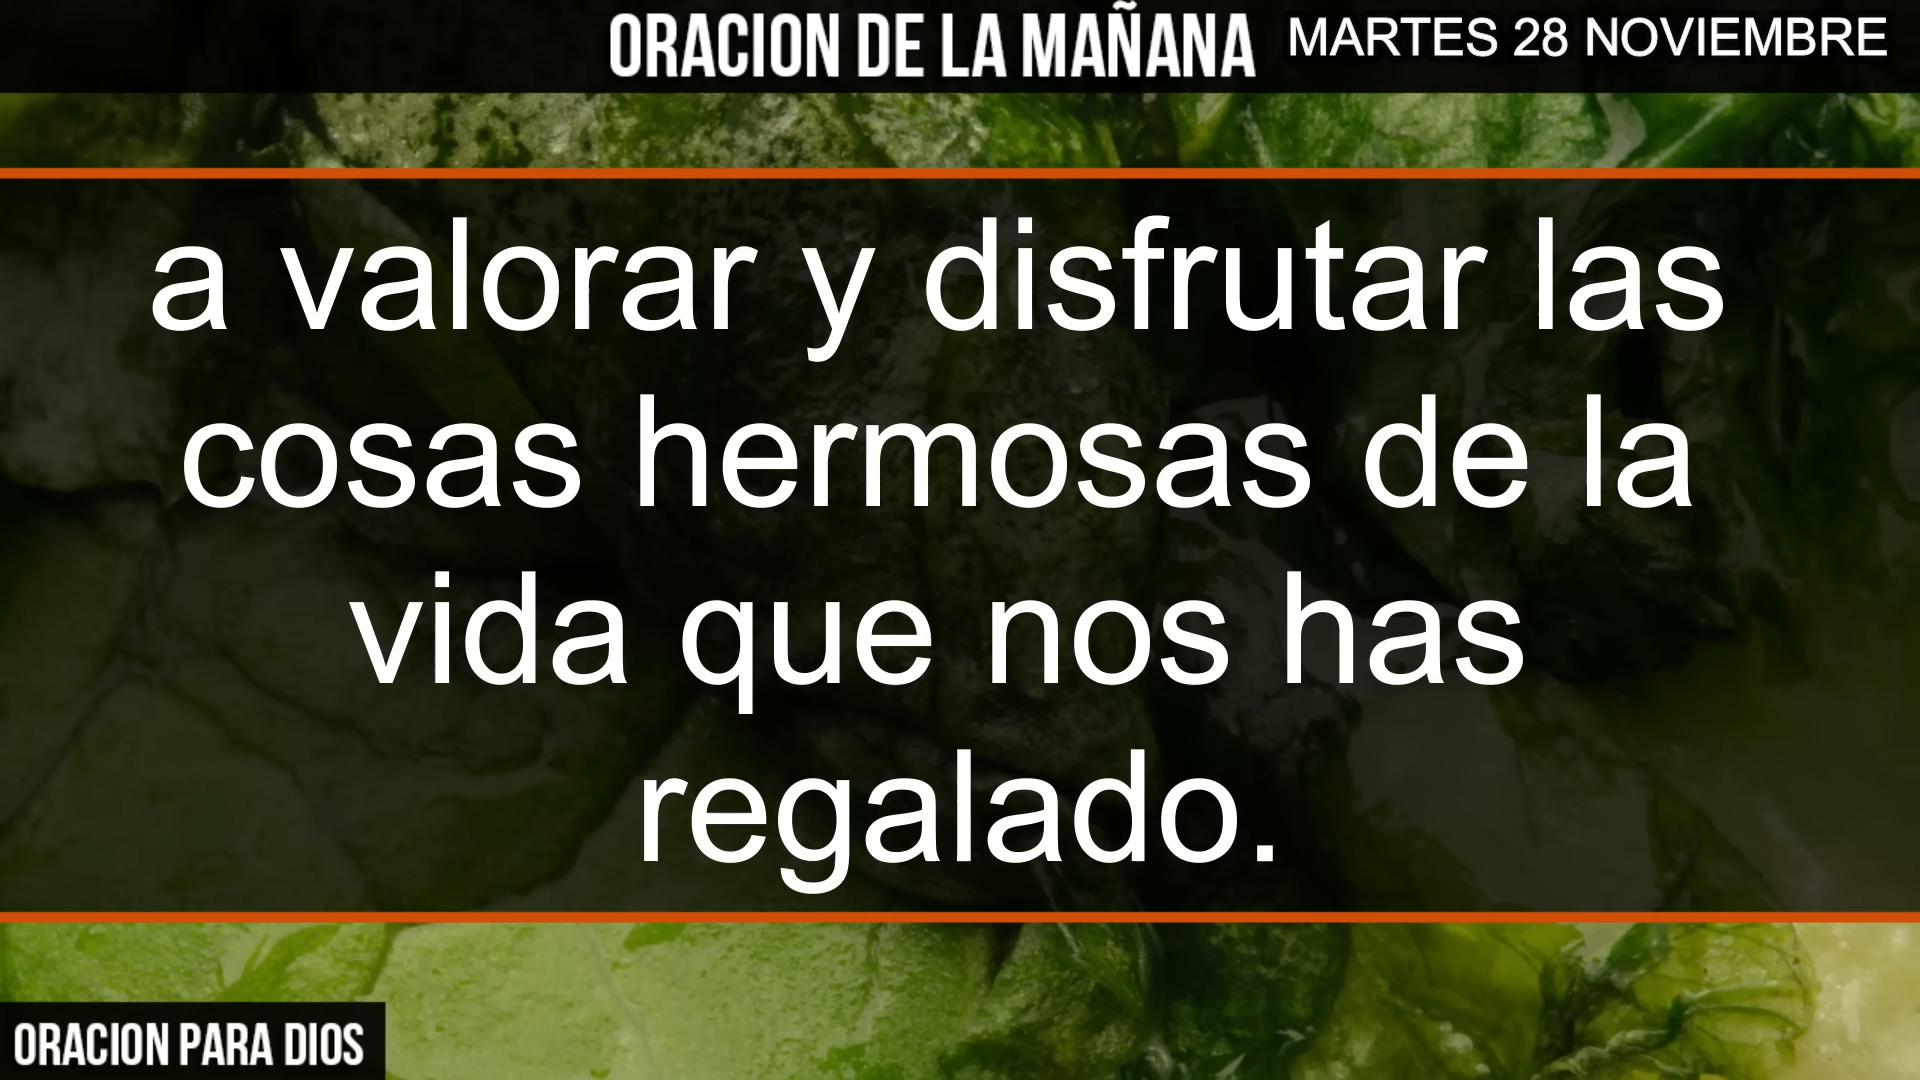 ORACION DE LA MAÑANA
MARTES 28 NOVIEMBRE
a valorar y disfrutar las
cosas hermosas de la
vida que nos has
regalado.
ORACION PARA DIOS